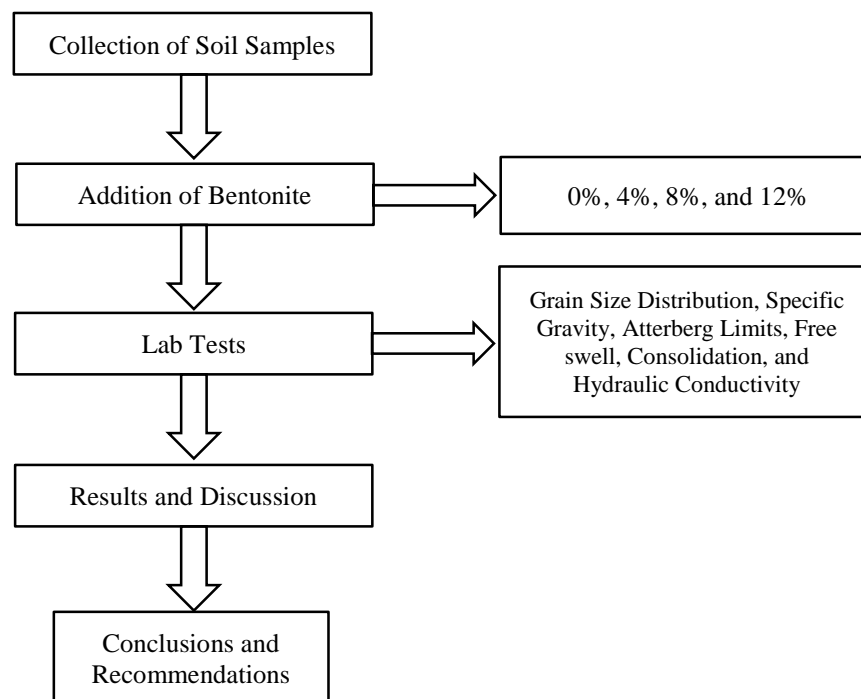 Collection of Soil Samples
Addition of Bentonite
0%, 4%, 8%, and 12%
Lab Tests
Grain Size Distribution, Specific
Gravity, Atterberg Limits, Free
swell, Consolidation, and
Hydraulic Conductivity
Results and Discussion
Conclusions and
Recommendations